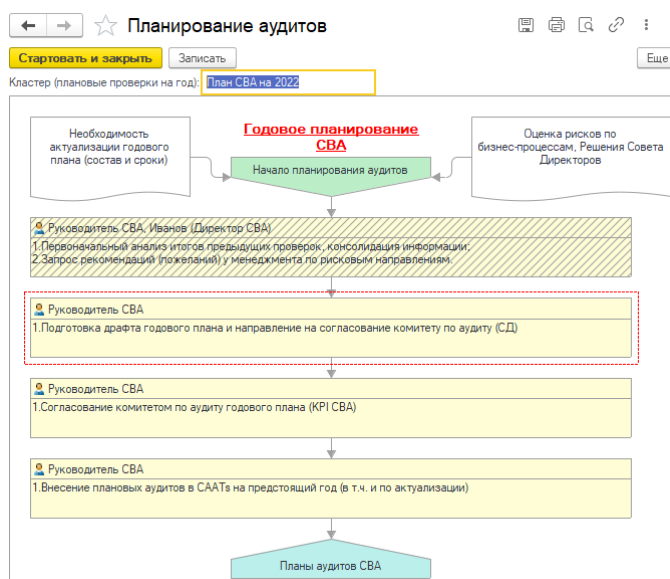 Планирование аудитов
Стартовать и закрыть
Записать
Еще
Кластер (плановые проверки на год):
План СВА на 2022
Необходимость
актуализации годового
плана (состав и сроки)
Годовое планирование
СВА
Оценка рисков по
бизнес-процессам, Решения Совета
Директоров
Начало планирования аудитов
Руководитель СВА, Иванов (Директор СВА)
1.Первоначальный анализ итогов предыдущих проверок, консолидация информации;
2.Запрос рекомендаций (пожеланий) у менеджмента по рисковым направлениям.
Руководитель СВА
1.Подготовка драфта годового плана и направление на согласование комитету по аудиту (СД)
Руководитель СВА
1.Согласование комитетом по аудиту годового плана (KPI СВА)
Руководитель СВА
1.Внесение плановых аудитов в СААТs на предстоящий год (в т.ч. и по актуализации)
Планы аудитов СВА